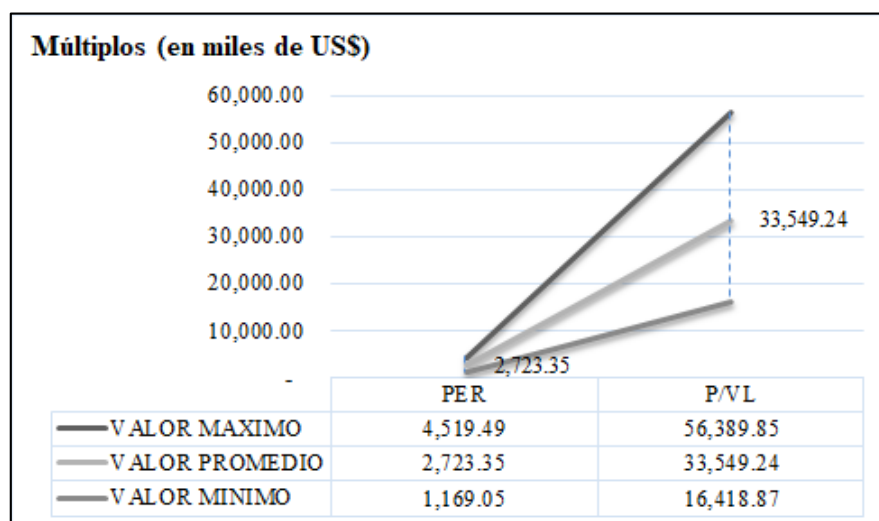 Múltiplos (en miles de US$)
60,000.00
50,000.00
40,000.00
30,000.00
20,000.00
10,000.00
-
33,549.24
2,723.35
PER P/VL
VALOR MAXIMO 4,519.49 56,389.85
VALOR PROMEDIO 2,723.35 33,549.24
VALOR MINIMO 1,169.05 16,418.87